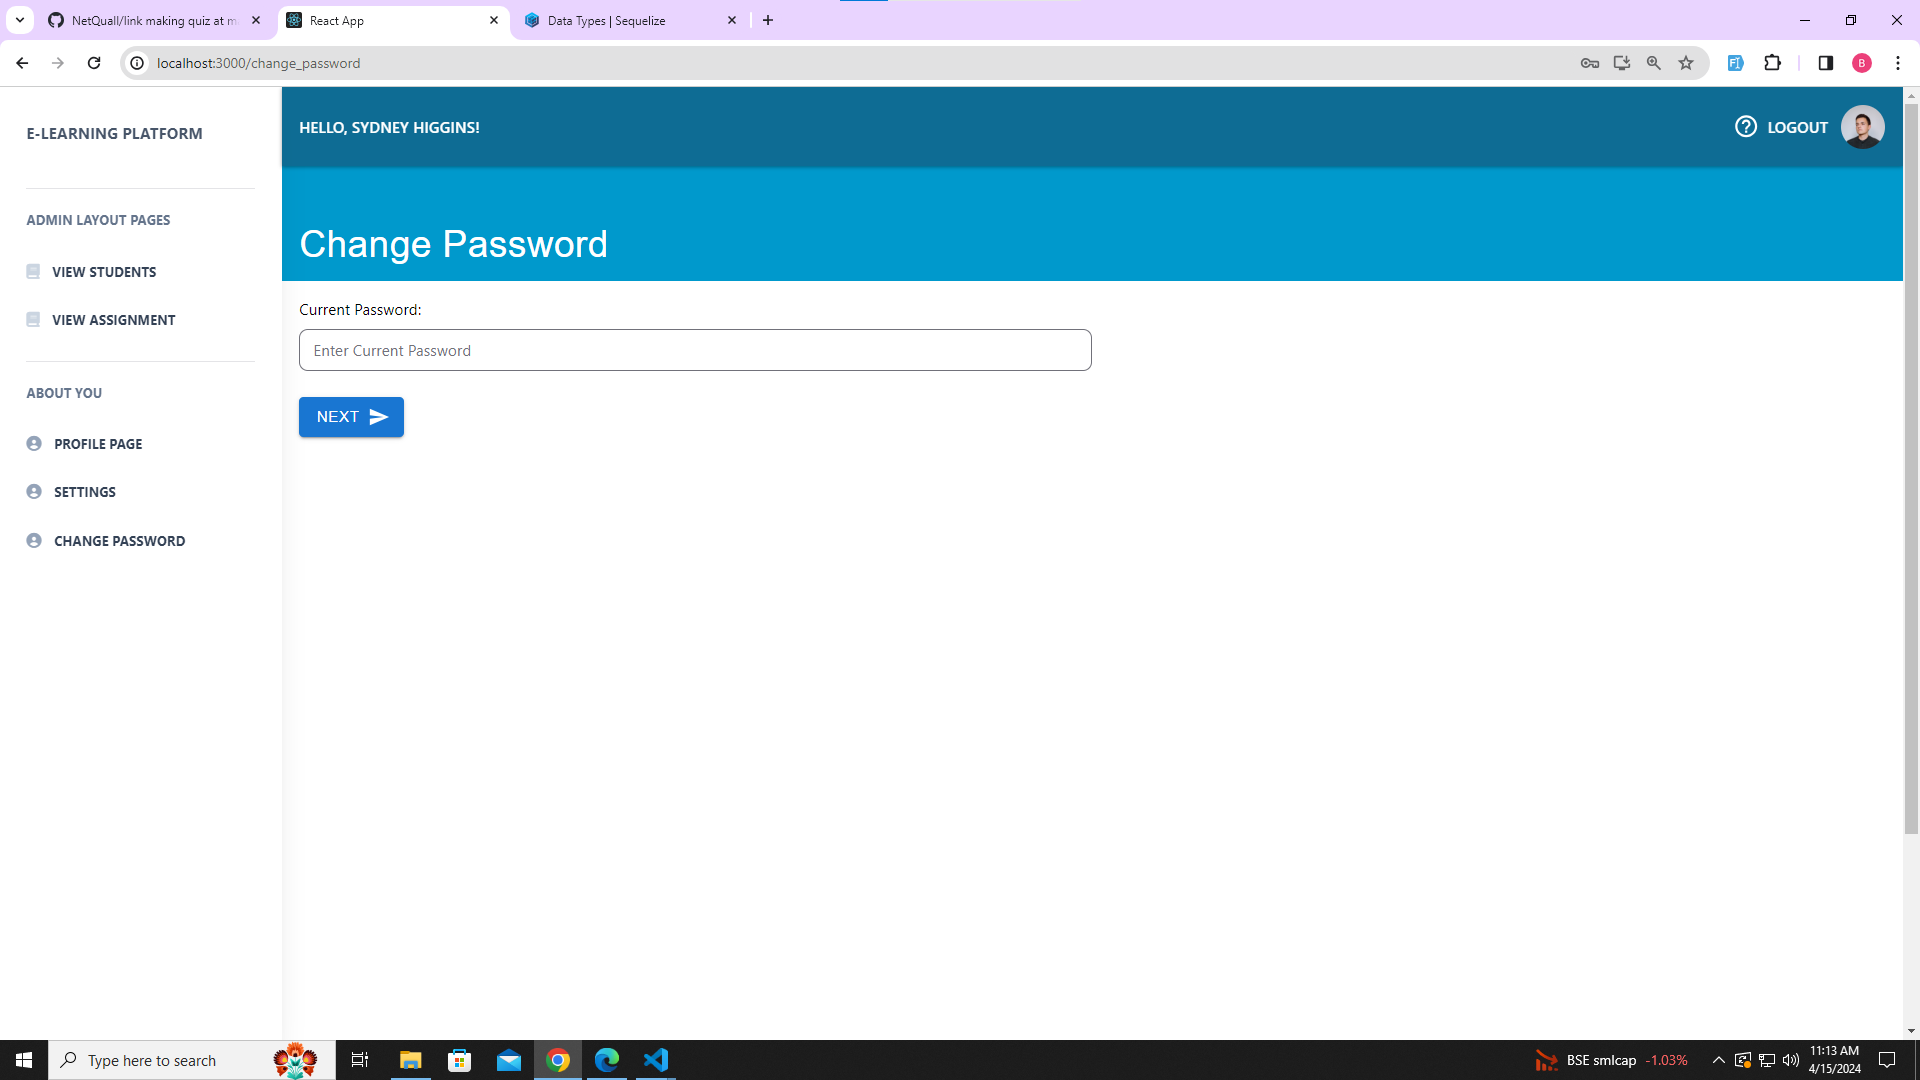 NetQuall/link making quiz at m
React App
Data Types | Sequelize
localhost:3000/change_password
B
E-LEARNING PLATFORM
HELLO, SYDNEY HIGGINS!
LOGOUT
ADMIN LAYOUT PAGES
VIEW STUDENTS
VIEW ASSIGNMENT
ABOUT YOU
PROFILE PAGE
SETTINGS
CHANGE PASSWORD
Change Password
Current Password:
Enter Current Password
NEXT
Type here to search
BSE smlcap -1.03%
11:13 AM
4/15/2024